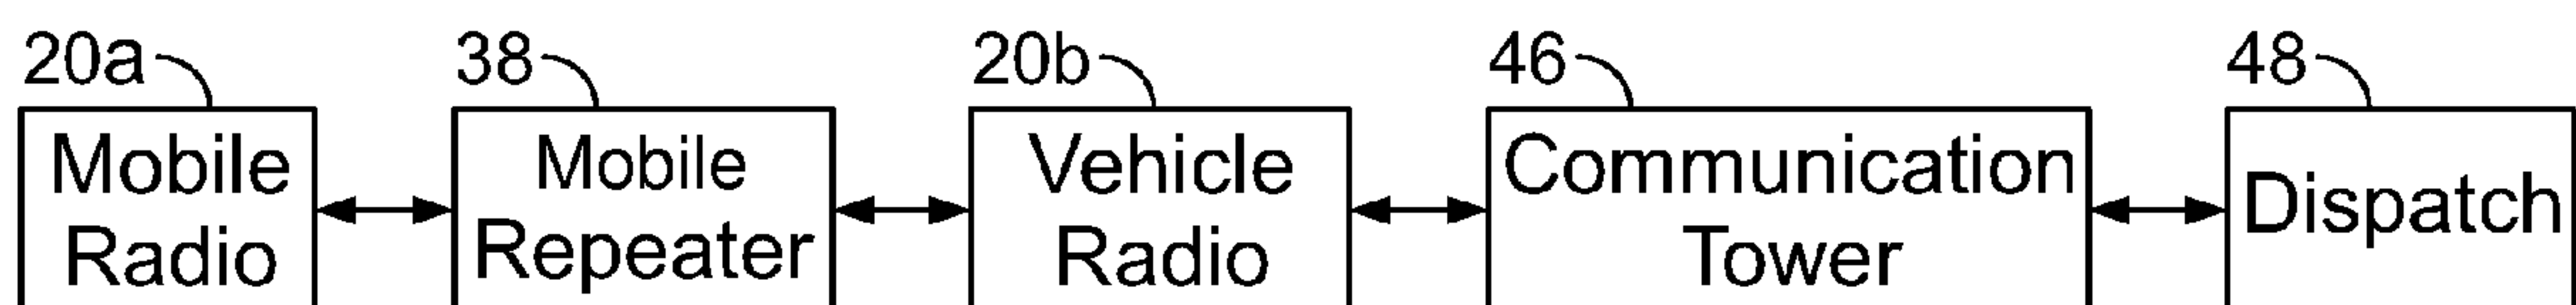 20a 38 20b 46 48
Mobile Mobile Vehicle Communication
Dispatch
Radio Repeater Radio Tower